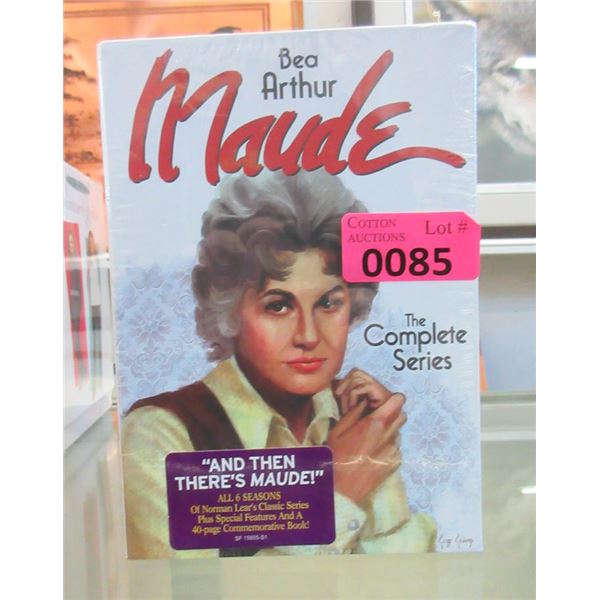 Bea
Arthur
Maude
COTTON
AUCTIONS
Lot #
0085
The
Complete
Series
"AND THEN
THERE'S MAUDE!"
ALL 6 SEASONS
Of Norman Lear's Classic Series
Plus Special Features And A
40-page Commemorative Book!